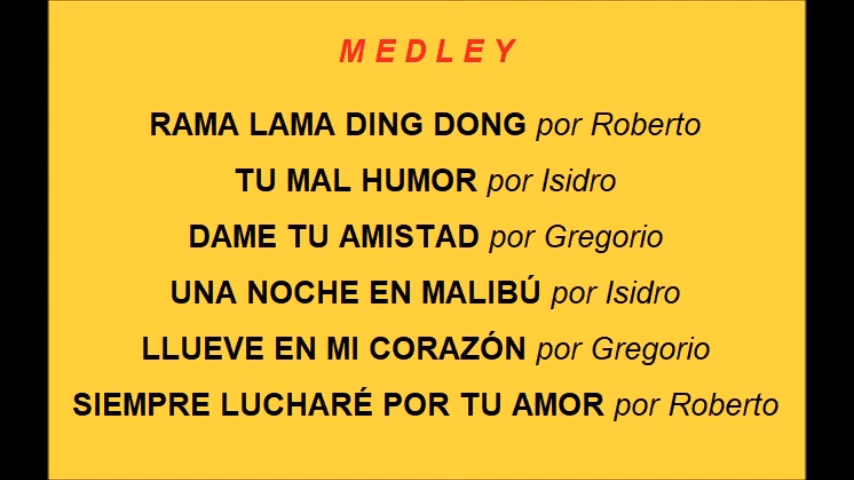 MEDLEY
RAMA LAMA DING DONG por Roberto
TU MAL HUMOR por Isidro
DAME TU AMISTAD por Gregorio
UNA NOCHE EN MALIBÚ por Isidro
LLUEVE EN MI CORAZÓN por Gregorio
SIEMPRE LUCHARÉ POR TU AMOR por Roberto